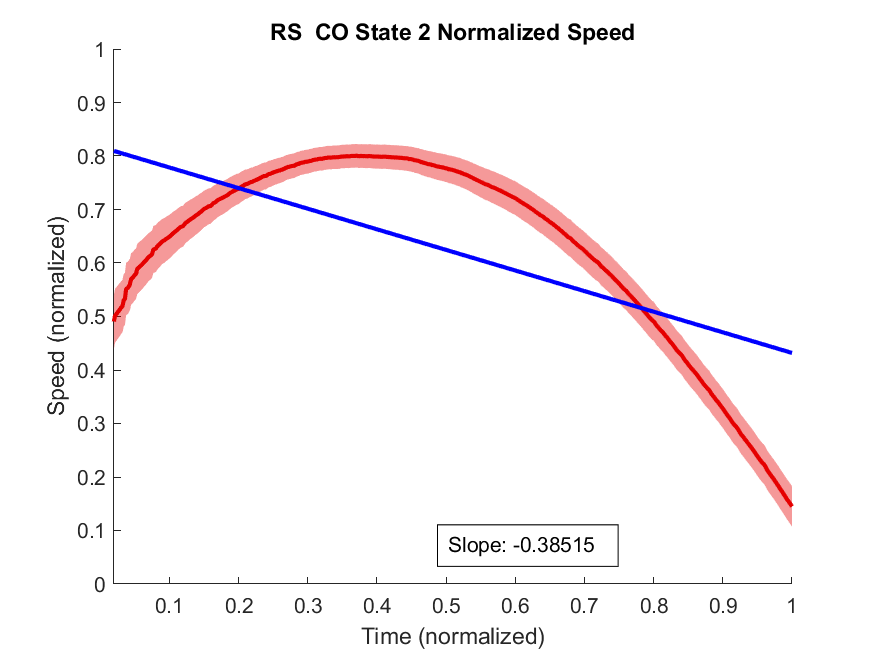 RS  CO State 2 Normalized Speed
1
0.9
0.8
0.7
0.6
0.5
0.4
0.3
0.2
0.1
0
Speed (normalized)
Slope: -0.38515
0.1 0.2 0.3 0.4 0.5 0.6 0.7 0.8 0.9 1
Time (normalized)